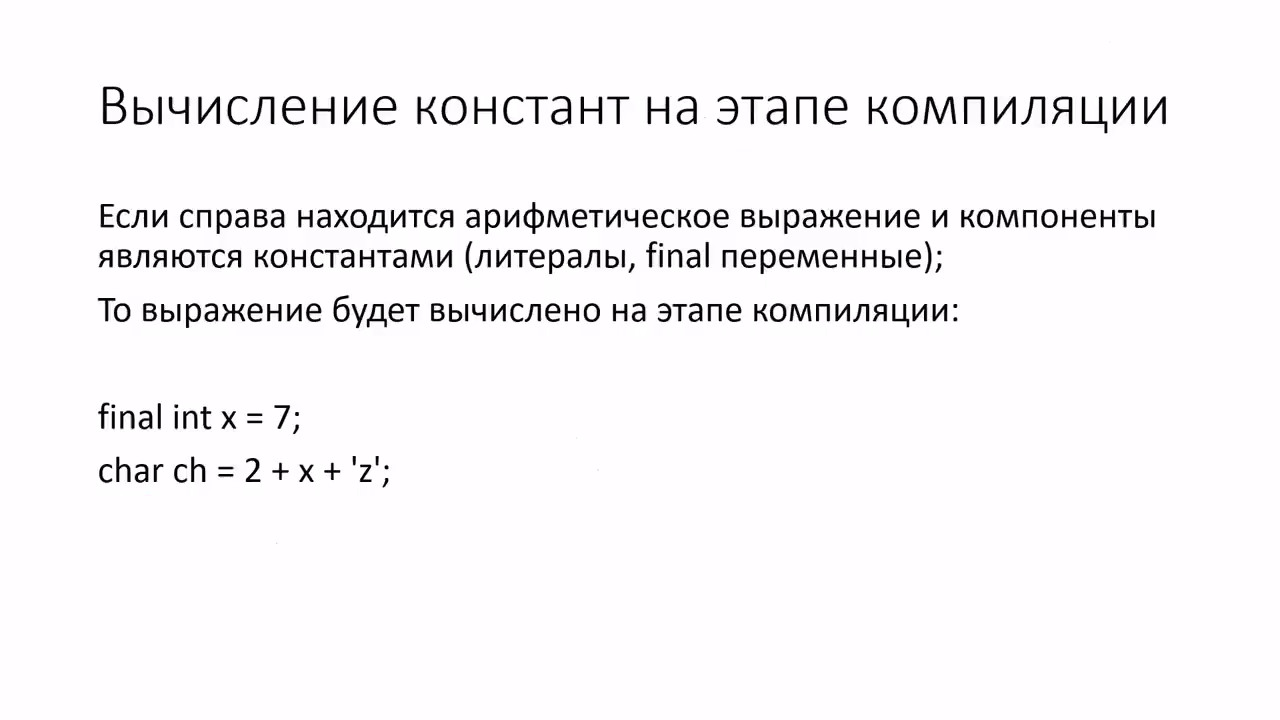 Вычисление констант на этапе компиляции
Если справа находится арифметическое выражение и компоненты
являются константами (литералы, final переменные);
То выражение будет вычислено на этапе компиляции:
final int x = 7;
char ch = 2 + x + 'z';